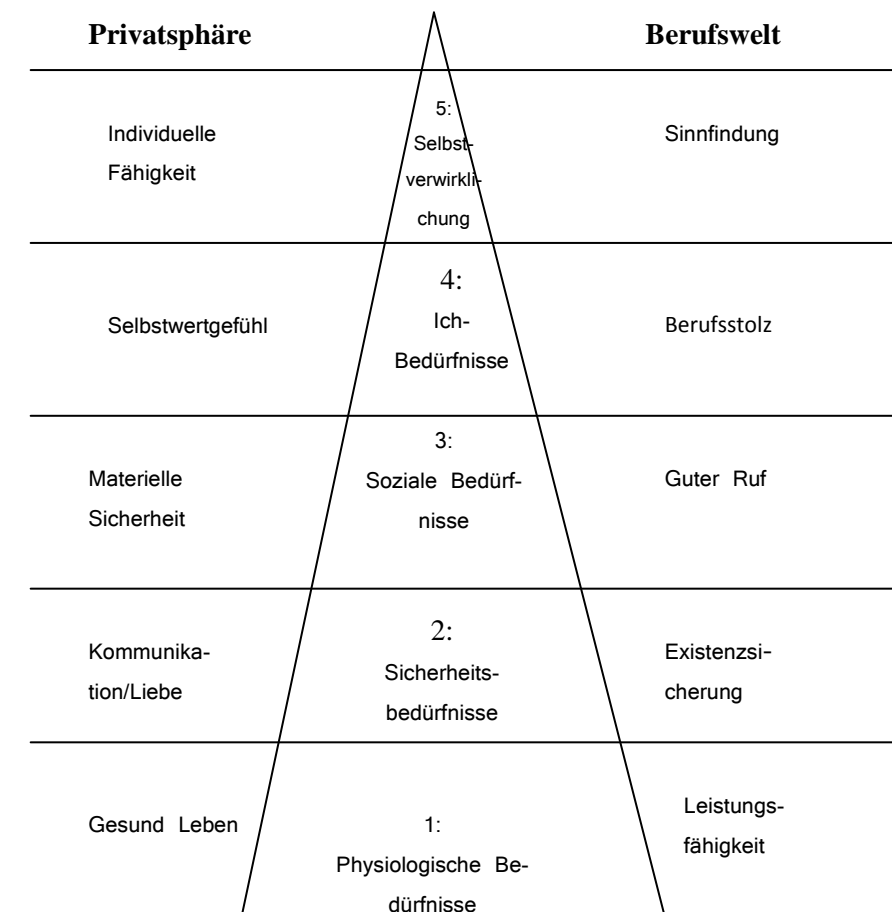 Privatsphäre
Berufswelt
Individuelle
Fähigkeit
5:
Selbst-
verwirkli-
chung
Sinnfindung
Selbstwertgefühl
4:
Ich-
Bedürfnisse
Berufsstolz
Materielle
Sicherheit
3:
Soziale Bedürf-
nisse
Guter Ruf
Kommunika-
tion/Liebe
2:
Sicherheits-
bedürfnisse
Existenzsi-
cherung
Gesund Leben
1:
Physiologische Be-
dürfnisse
Leistungs-
fähigkeit